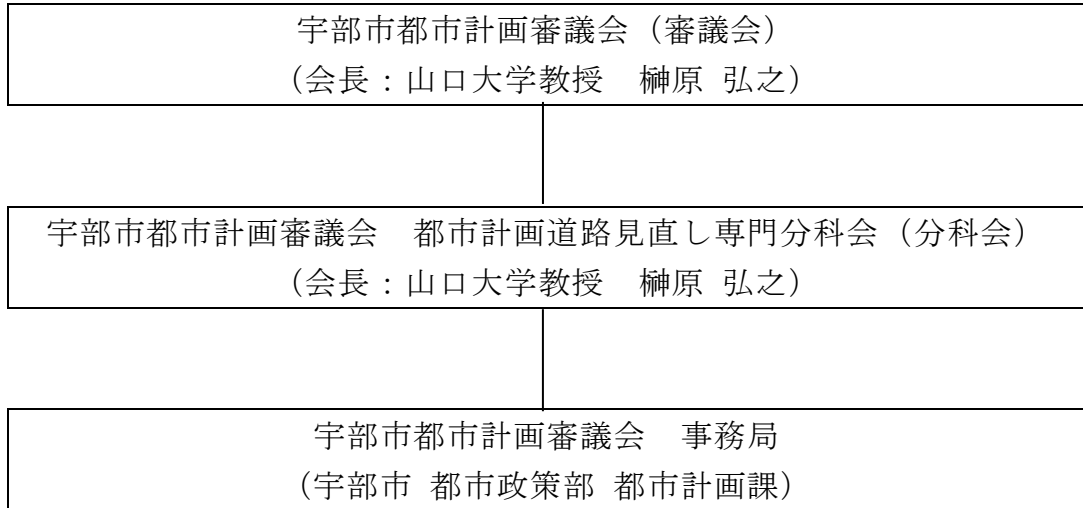 宇部市都市計画審議会（審議会）
（会長：山口大学教授　榊原 弘之）
宇部市都市計画審議会　都市計画道路見直し専門分科会（分科会）
（会長：山口大学教授　榊原 弘之）
宇部市都市計画審議会　事務局
（宇部市 都市政策部 都市計画課）